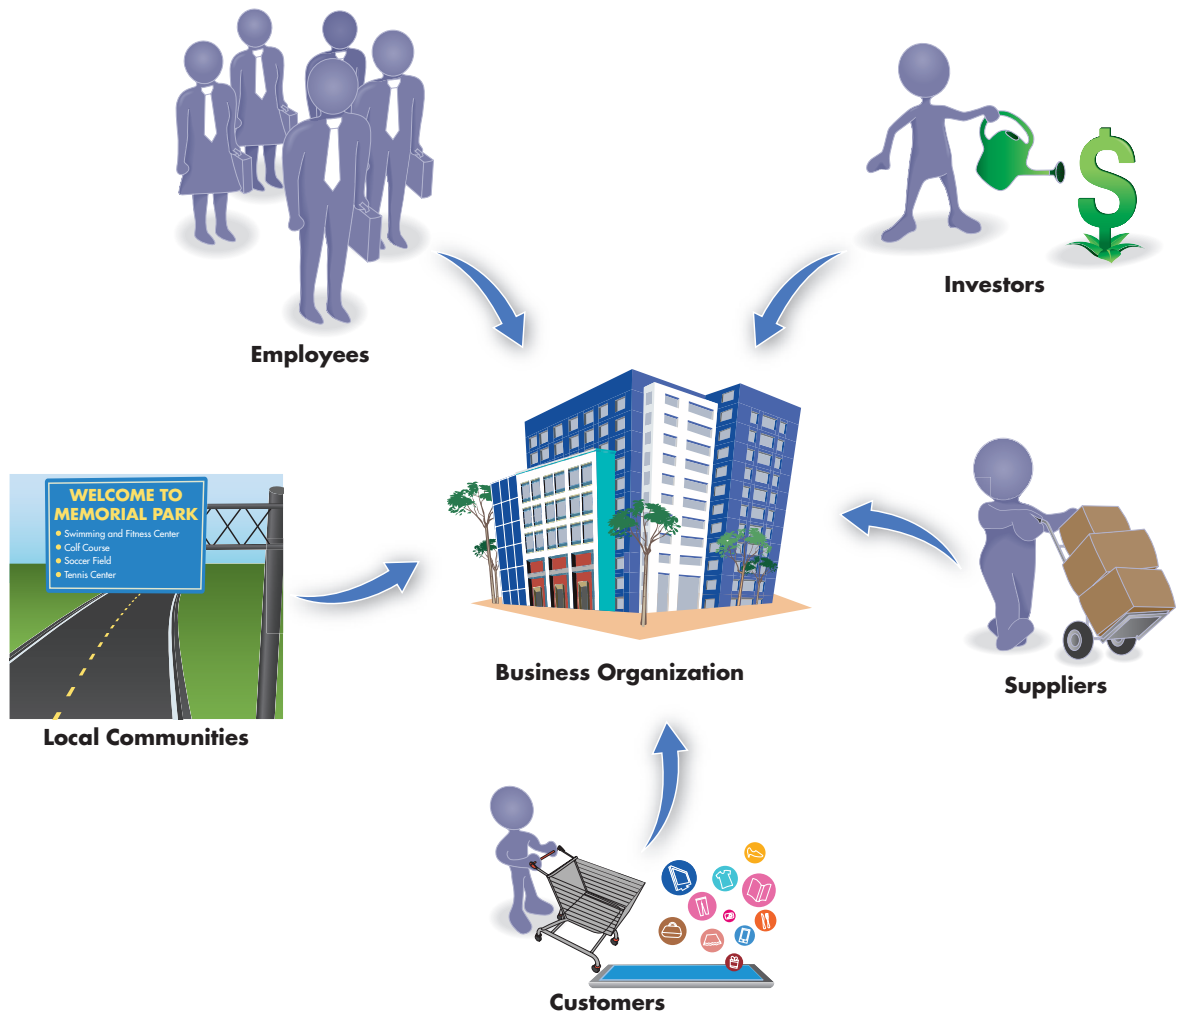 Employees
Investors
WELCOME TO
MEMORIAL PARK
Swimming and Fitness Center
Golf Course
Soccer Field
Tennis Center
Local Communities
Business Organization
Suppliers
Customers